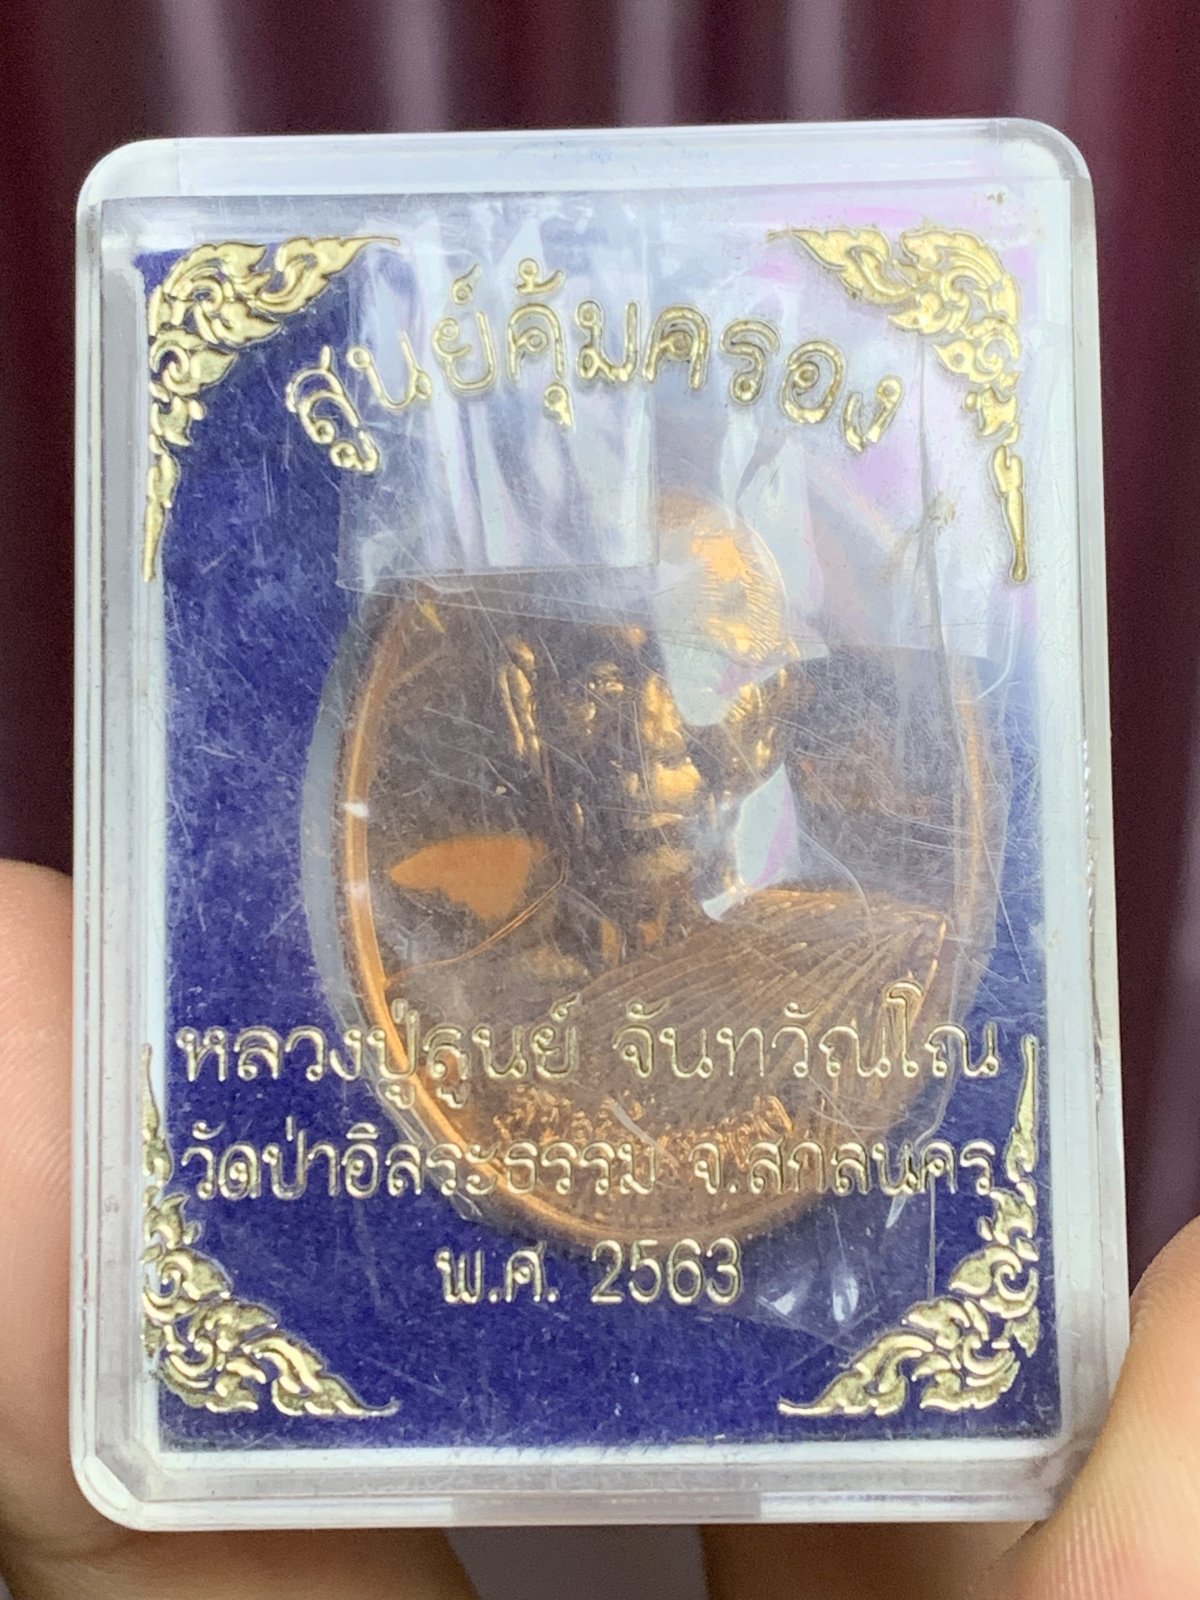 ศูนย์คุ้มครอง
หลวงปู่ศูนย์ จันทวัณโณ
วัดป่าอิสระธรรม จ.สกลนคร
พ.ศ. 2563